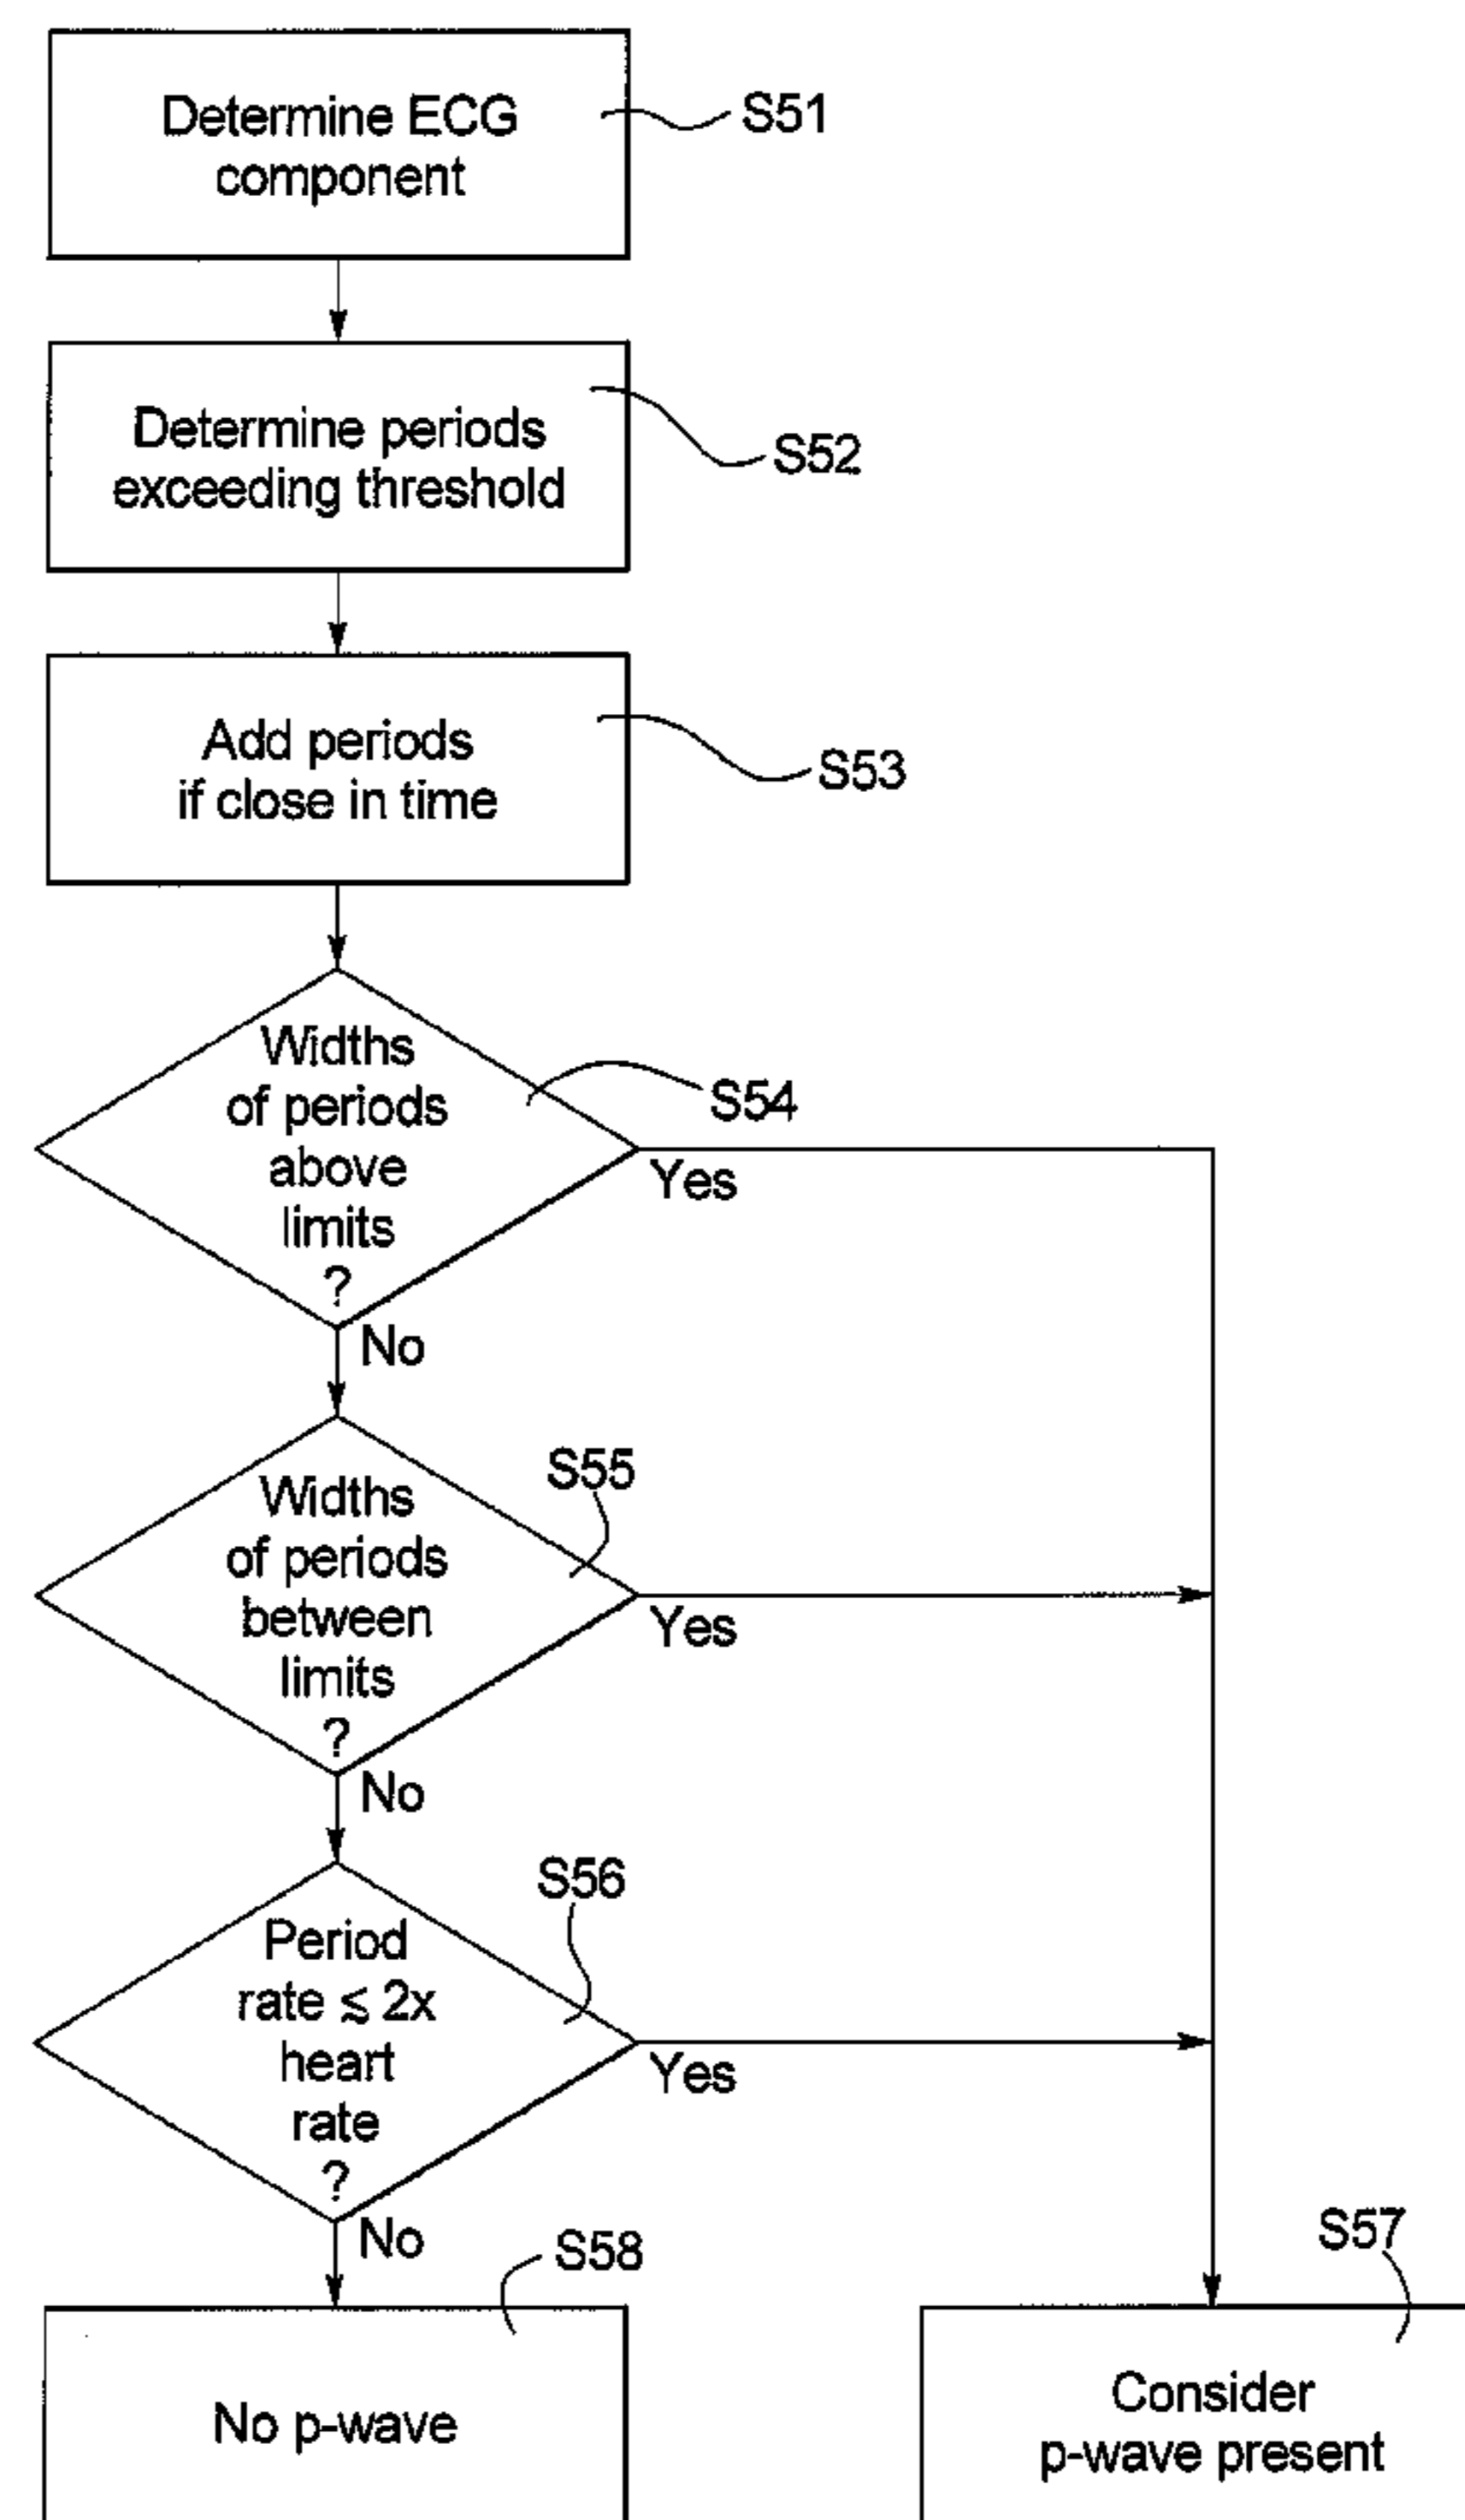 Determine ECG
component
S51
Determine periods
exceeding threshold
S52
Add periods
if close in time
S53
Widths
of periods
above
limits
?
S54
Yes
No
Widths
of periods
between
limits
?
S55
Yes
No
Period
rate ≤ 2x
heart
rate
?
S56
Yes
No
S58
No p-wave
S57
Consider
p-wave present